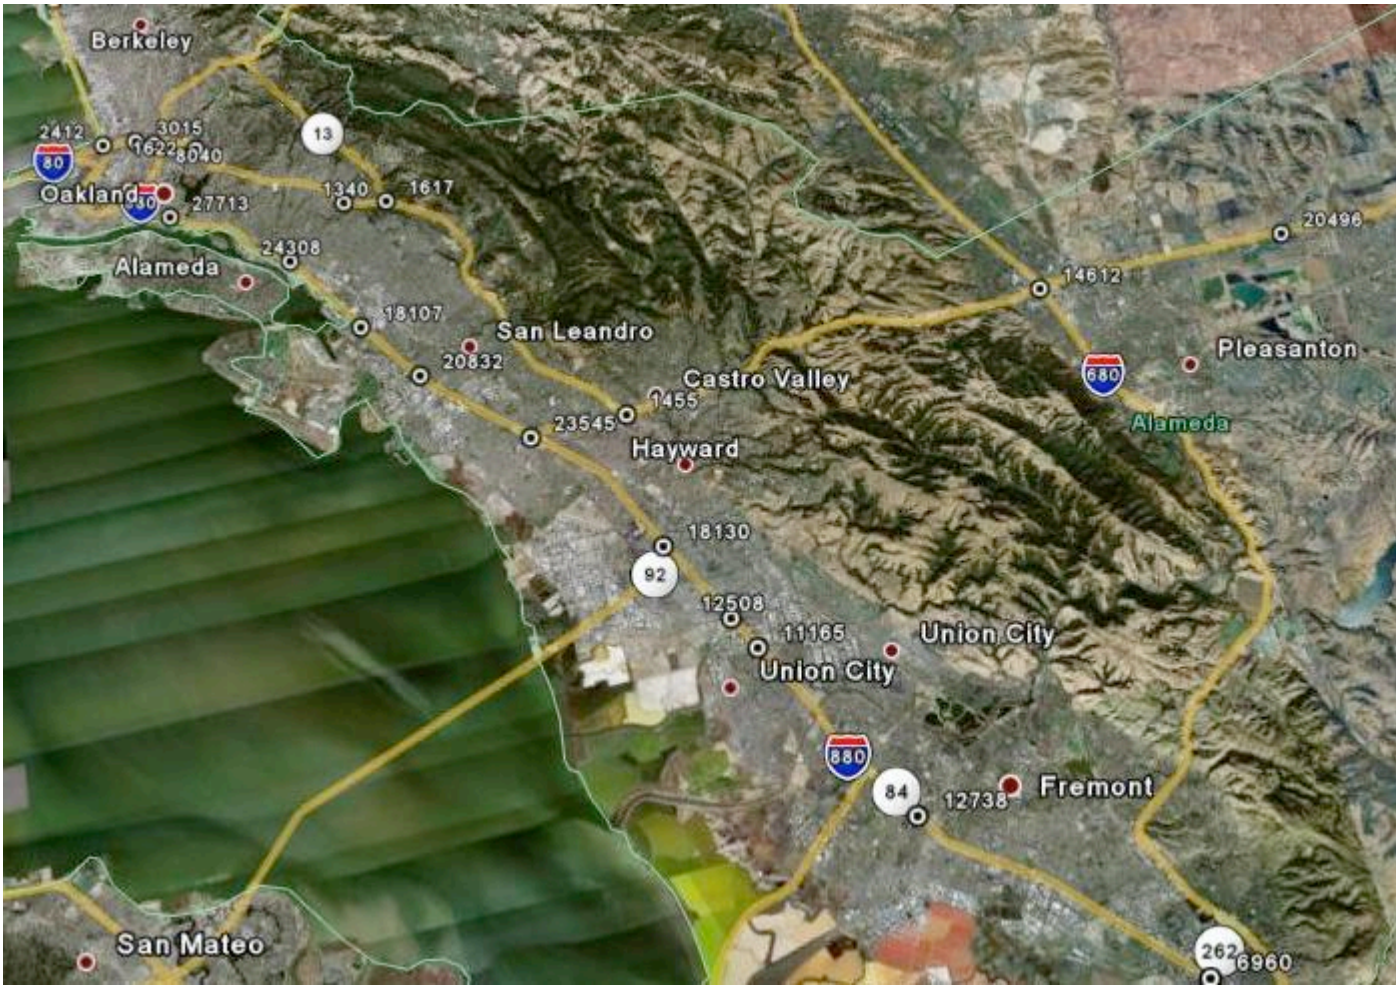 Berkeley
13
2412
3015
1622
8040
80
Oakland
27713
1340
1617
24308
Alameda
20496
14612
18107
San Leandro
20832
Pleasanton
680
Castro Valley
1455
Alameda
23545
Hayward
18130
92
12508
11165
Union City
Union City
880
84
12738
Fremont
San Mateo
262
6960